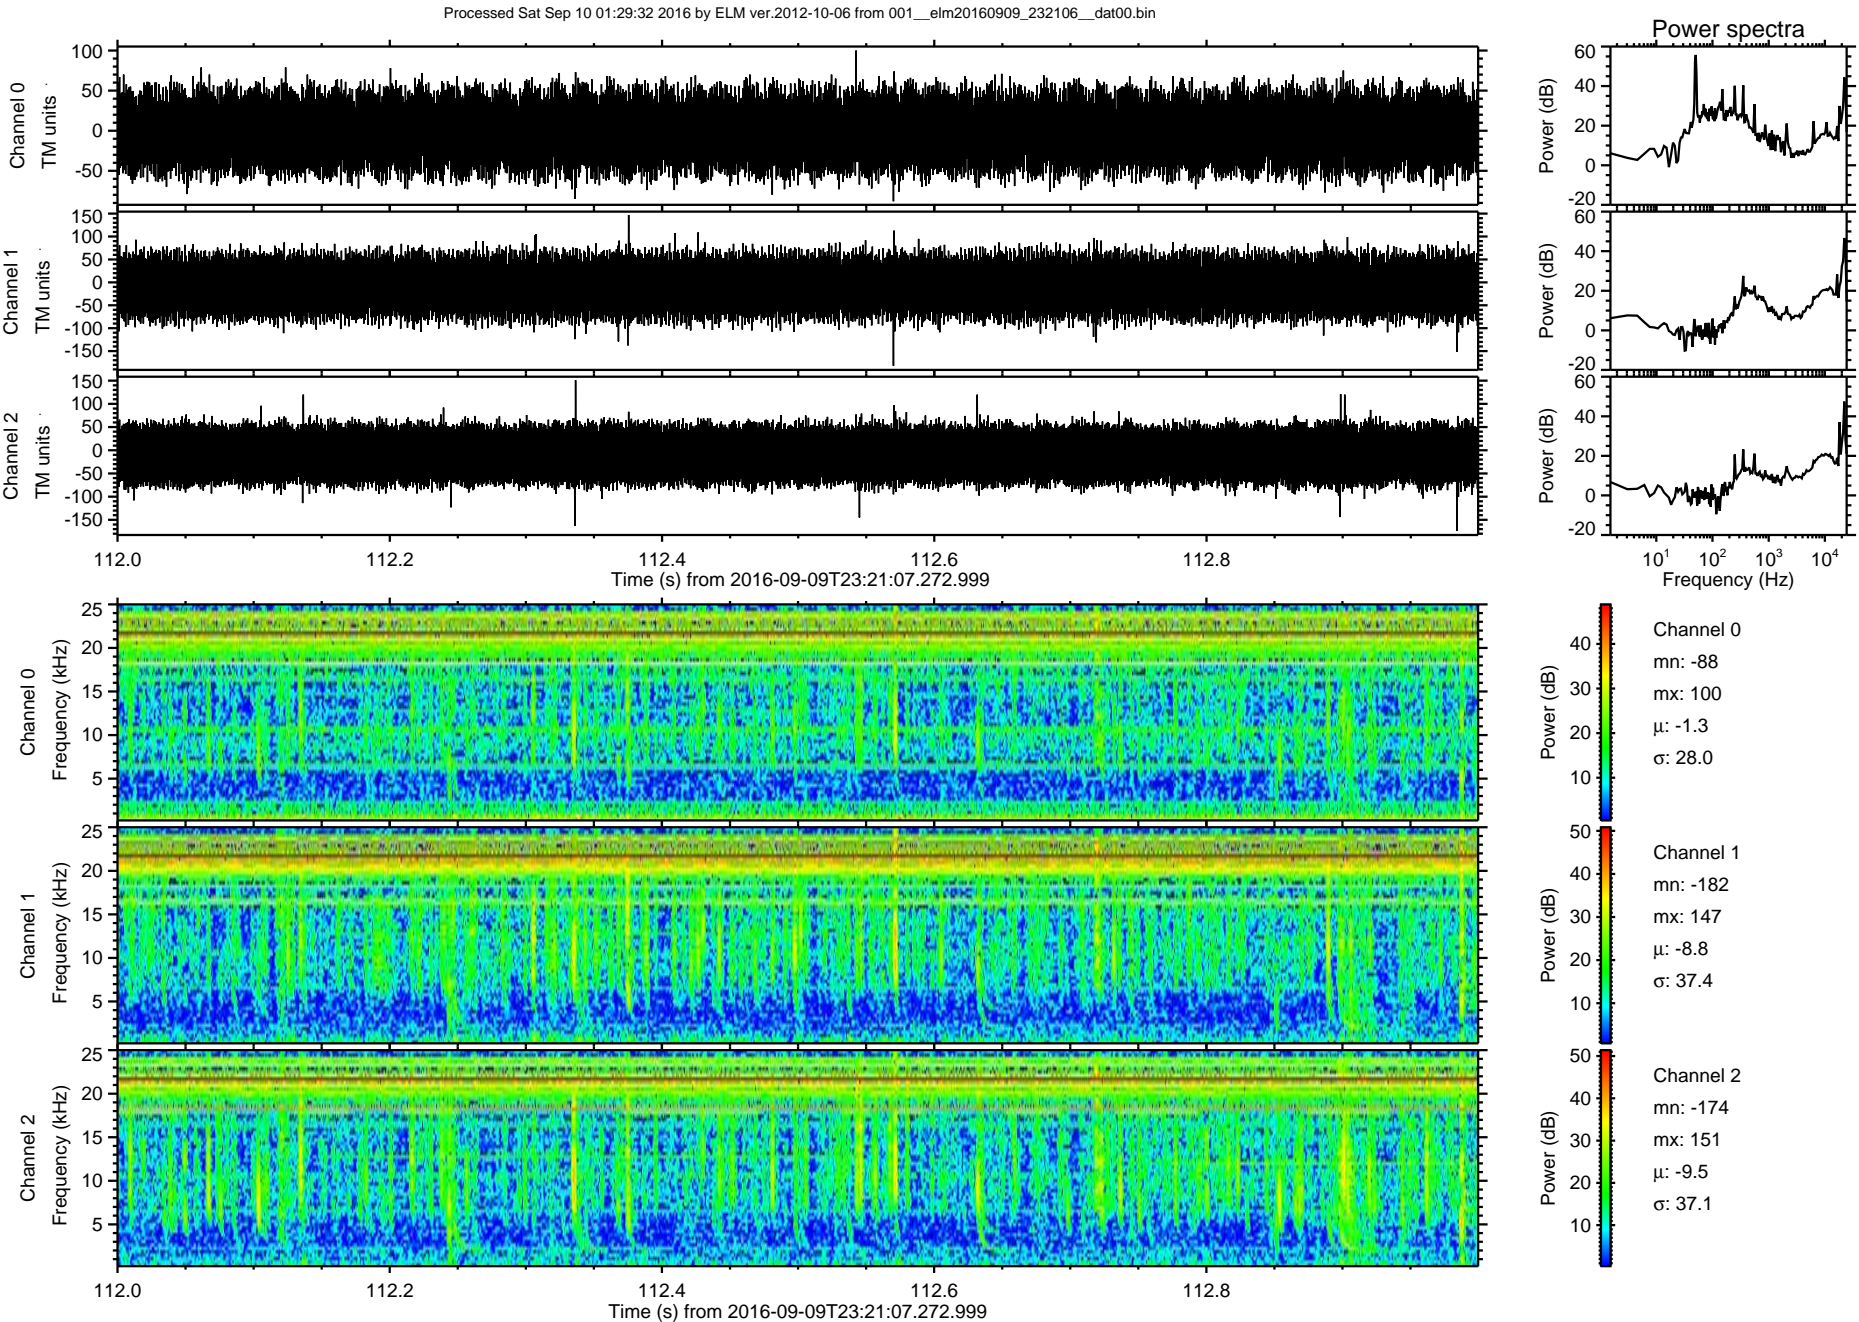 Processed Sat Sep 10 01:29:32 2016 by ELM ver.2012-10-06 from 001__elm20160909_232106__dat00.bin
Power spectra
Channel 0
TM units
100
50
0
-50
Power (dB)
60
40
20
0
-20
Channel 1
TM units
150
100
50
0
-50
-100
-150
Power (dB)
60
40
20
0
-20
Channel 2
TM units
150
100
50
0
-50
-100
-150
Power (dB)
60
40
20
0
-20
112.0 112.2 112.4 112.6 112.8
Time (s) from 2016-09-09T23:21:07.272.999
10^1 10^2 10^3 10^4
Frequency (Hz)
Channel 0
Frequency (kHz)
25
20
15
10
5
Power (dB)
40
30
20
10
Channel 0
mn: -88
mx: 100
μ: -1.3
σ: 28.0
Channel 1
Frequency (kHz)
25
20
15
10
5
Power (dB)
50
40
30
20
10
Channel 1
mn: -182
mx: 147
μ: -8.8
σ: 37.4
Channel 2
Frequency (kHz)
25
20
15
10
5
Power (dB)
50
40
30
20
10
Channel 2
mn: -174
mx: 151
μ: -9.5
σ: 37.1
112.0 112.2 112.4 112.6 112.8
Time (s) from 2016-09-09T23:21:07.272.999